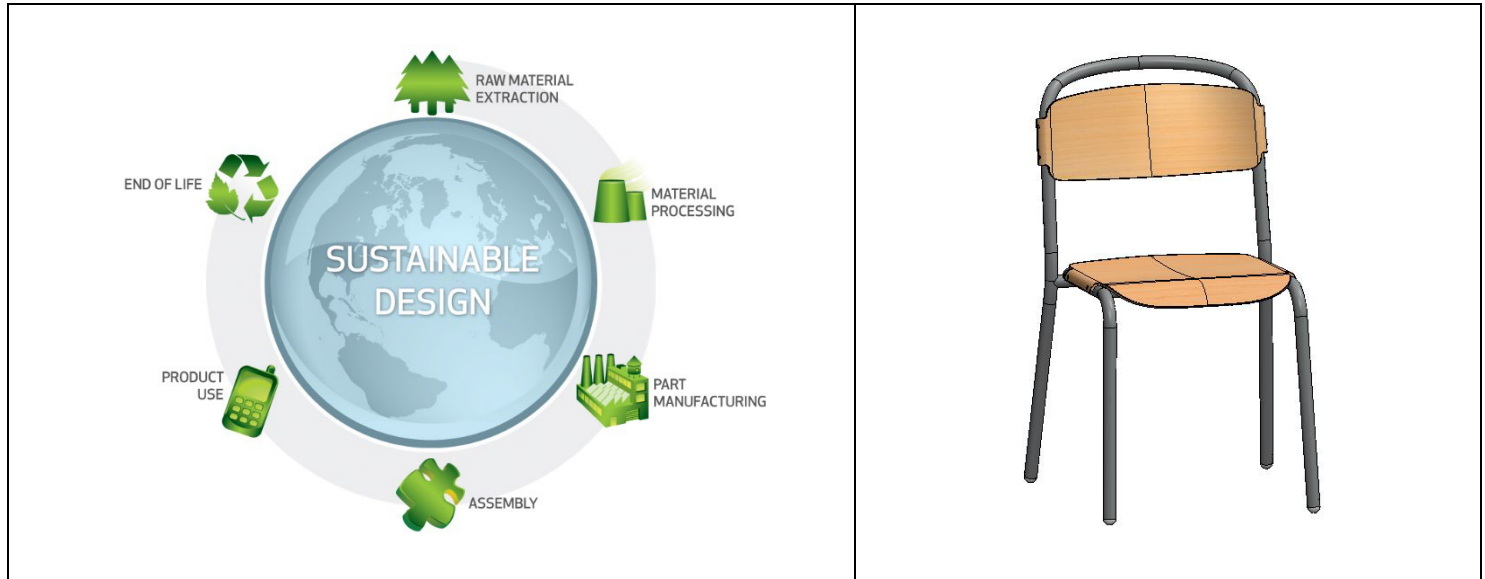 RAW MATERIAL
EXTRACTION
MATERIAL
PROCESSING
PART
MANUFACTURING
ASSEMBLY
PRODUCT
USE
END OF LIFE
SUSTAINABLE
DESIGN